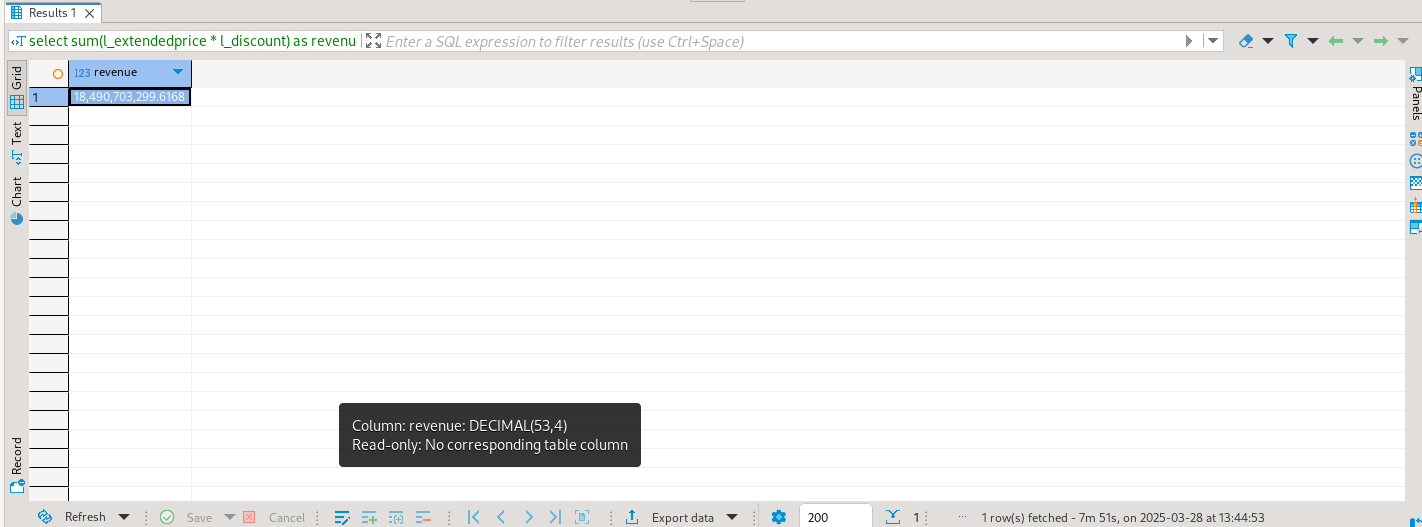 Results 1
select sum(l_extendedprice * l_discount) as revenu
Enter a SQL expression to filter results (use Ctrl+Space)
Grid
Text
Chart
Record
123 revenue
1
18,490,703,299.6168
Panels
Column: revenue: DECIMAL(53,4)
Read-only: No corresponding table column
Refresh Save Cancel Export data 200 1 ... 1 row(s) fetched - 7m 51s, on 2025-03-28 at 13:44:53